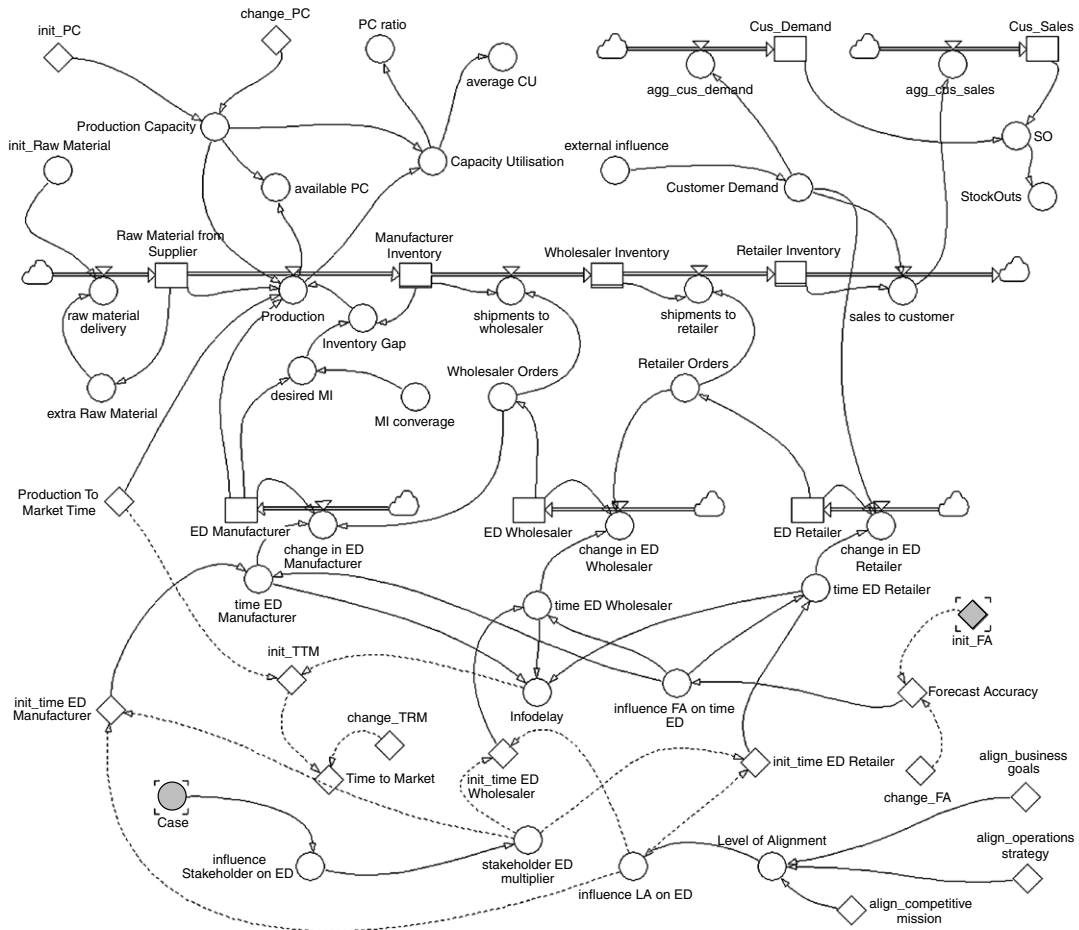 init_PC
change_PC
PC ratio
average CU
Cus_Demand
Cus_Sales
agg_cus_demand
agg_cus_sales
Production Capacity
init_Raw Material
available PC
Capacity Utilisation
external influence
Customer Demand
SO
StockOuts
Raw Material from
Supplier
Manufacturer
Inventory
Wholesaler Inventory
Retailer Inventory
raw material
delivery
Production
Inventory Gap
shipments to
wholesaler
shipments to
retailer
sales to customer
extra Raw Material
desired MI
MI converage
Wholesaler Orders
Retailer Orders
Production To
Market Time
ED Manufacturer
change in ED
Manufacturer
ED Wholesaler
change in ED
Wholesaler
ED Retailer
change in ED
Retailer
time ED
Manufacturer
time ED Wholesaler
time ED Retailer
init_FA
init_TTM
init_time ED
Manufacturer
change_TRM
Infodelay
influence FA on time
ED
Forecast Accuracy
Time to Market
init_time ED
Wholesaler
init_time ED Retailer
change_FA
align_business
goals
Case
influence
Stakeholder on ED
stakeholder ED
multiplier
influence LA on ED
Level of Alignment
align_operations
strategy
align_competitive
mission